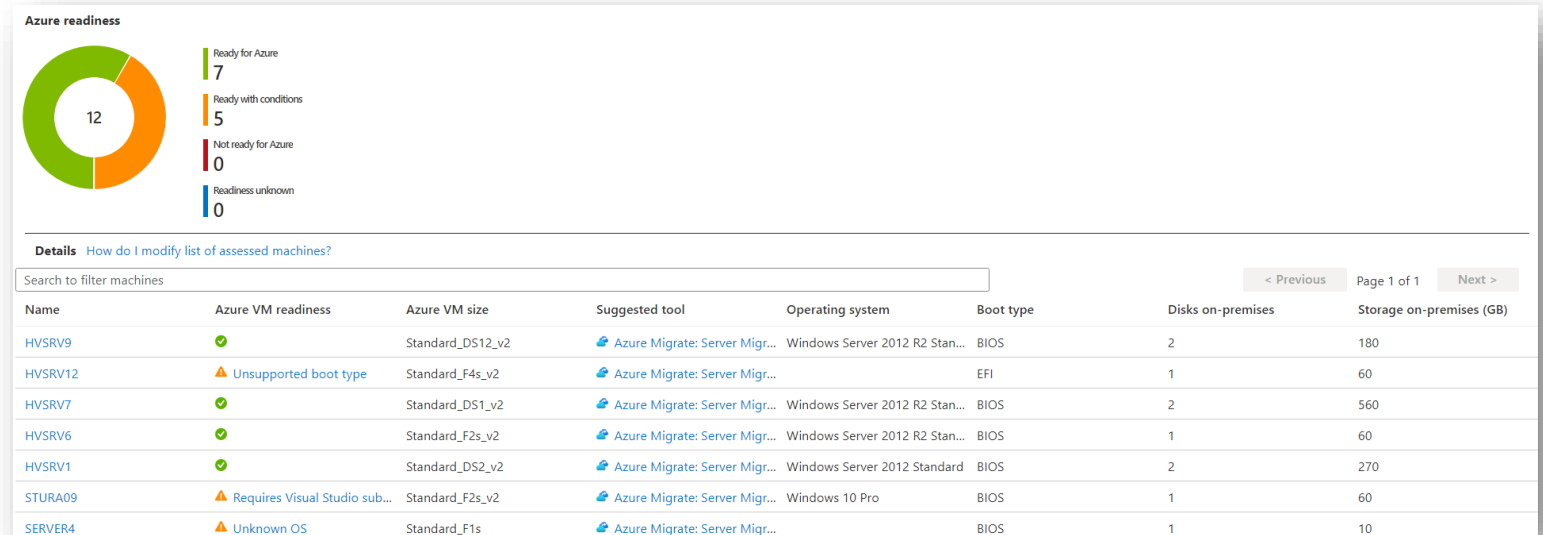 Azure readiness
12
Ready for Azure
7
Ready with conditions
5
Not ready for Azure
0
Readiness unknown
0
Details How do I modify list of assessed machines?
Search to filter machines < Previous Page 1 of 1 Next >
Name Azure VM readiness Azure VM size Suggested tool Operating system Boot type Disks on-premises Storage on-premises (GB)
HVSRV9 Standard_DS12_v2 Azure Migrate: Server Migr... Windows Server 2012 R2 Stan... BIOS 2 180
HVSRV12 Unsupported boot type Standard_F4s_v2 Azure Migrate: Server Migr... EFI 1 60
HVSRV7 Standard_DS1_v2 Azure Migrate: Server Migr... Windows Server 2012 R2 Stan... BIOS 2 560
HVSRV6 Standard_F2s_v2 Azure Migrate: Server Migr... Windows Server 2012 R2 Stan... BIOS 1 60
HVSRV1 Standard_DS2_v2 Azure Migrate: Server Migr... Windows Server 2012 Standard BIOS 2 270
STURA09 Requires Visual Studio sub... Standard_F2s_v2 Azure Migrate: Server Migr... Windows 10 Pro BIOS 1 60
SERVER4 Unknown OS Standard_F1s Azure Migrate: Server Migr... BIOS 1 10